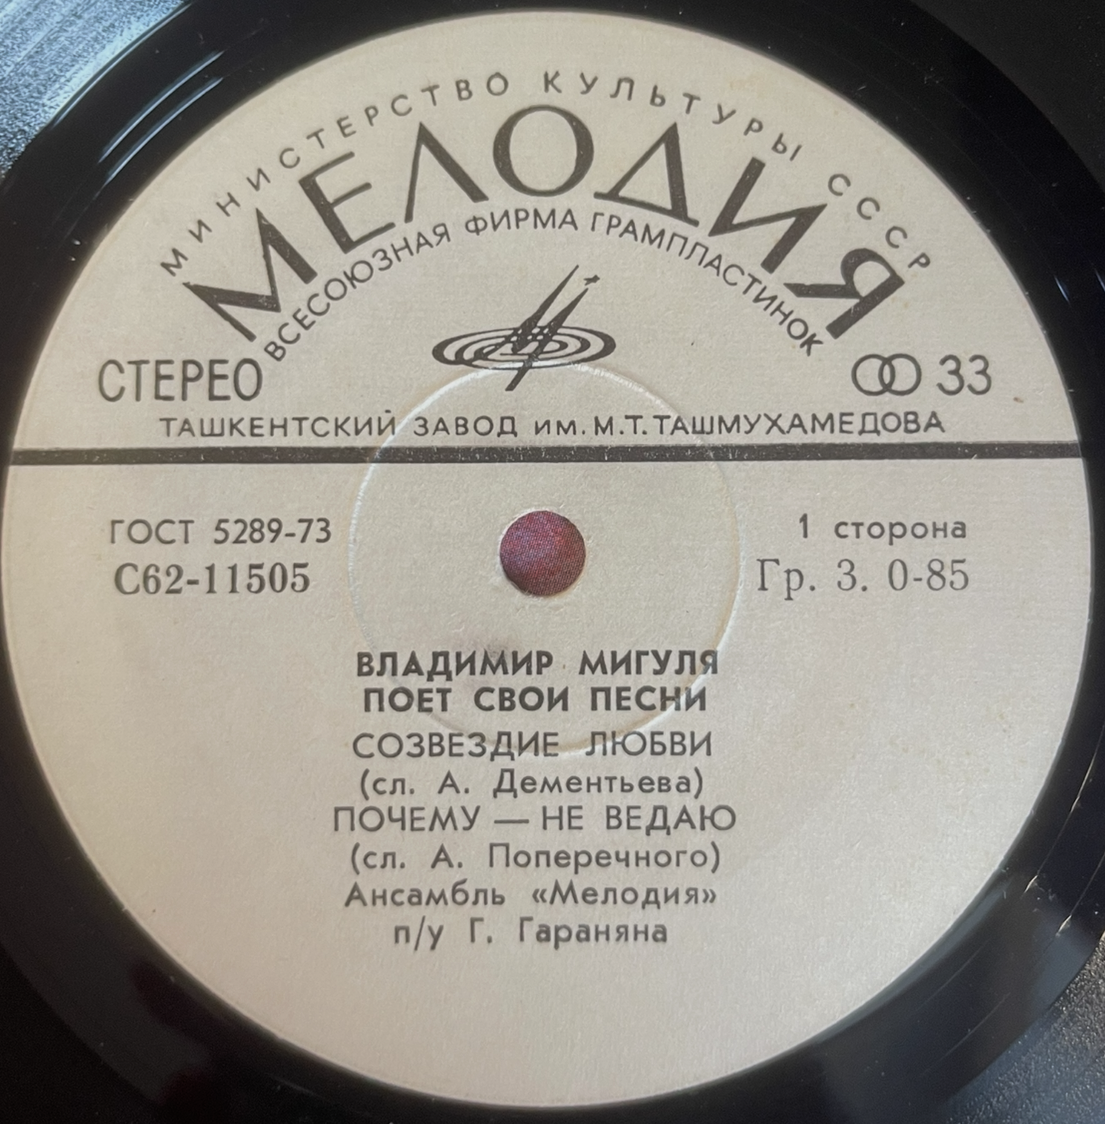 МИНИСТЕРСТВО КУЛЬТУРЫ СССР
МЕЛОДИЯ
ВСЕСОЮЗНАЯ ФИРМА ГРАМПЛАСТИНОК
СТЕРЕО
33
ТАШКЕНТСКИЙ ЗАВОД им. М.Т. ТАШМУХАМЕДОВА
ГОСТ 5289-73
1 сторона
С62-11505
Гр. 3. 0-85
ВЛАДИМИР МИГУЛЯ
ПОЕТ СВОИ ПЕСНИ
СОЗВЕЗДИЕ ЛЮБВИ
(сл. А. Дементьева)
ПОЧЕМУ — НЕ ВЕДАЮ
(сл. А. Поперечного)
Ансамбль «Мелодия»
п/у Г. Гараняна